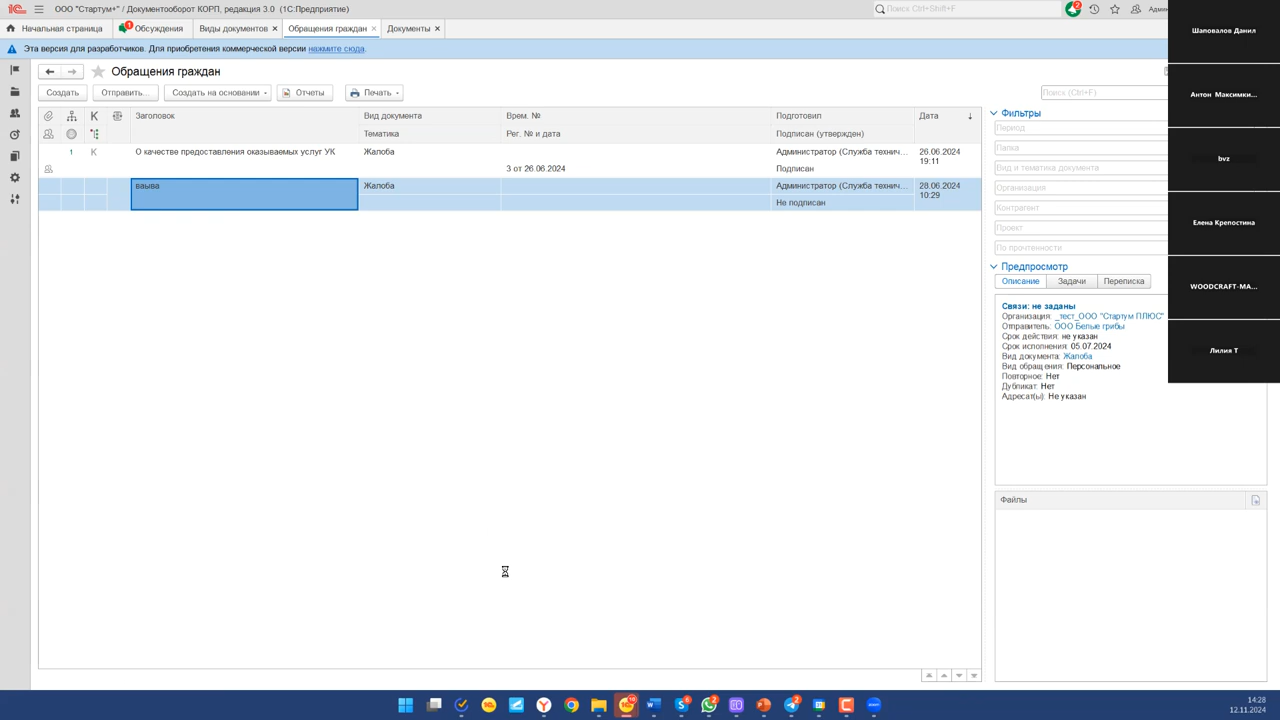 ООО "Стартум+" / Документооборот КОРП, редакция 3.0 (1С:Предприятие)
Поиск Ctrl+Shift+F
2
Начальная страница
1
Обсуждения
Виды документов ×
Обращения граждан ×
Документы ×
Эта версия для разработчиков. Для приобретения коммерческой версии нажмите сюда.
Обращения граждан
Создать
Отправить...
Создать на основании
Отчеты
Печать
Поиск (Ctrl+F)
Заголовок
Вид документа
Врем. №
Подготовил
Дата
Тематика
Рег. № и дата
Подписан (утвержден)
1
К
О качестве предоставления оказываемых услуг УК
Жалоба
Администратор (Служба технич...
26.06.2024
19:11
3 от 26.06.2024
Подписан
ваыва
Жалоба
Администратор (Служба технич...
28.06.2024
10:29
Не подписан
Фильтры
Период
Папка
Вид и тематика документа
Организация
Контрагент
Проект
По прочтенности
Предпросмотр
Описание
Задачи
Переписка
Связи: не заданы
Организация: _тест_ООО "Стартум ПЛЮС"
Отправитель: ООО Белые грибы
Срок действия: не указан
Срок исполнения: 05.07.2024
Вид документа: Жалоба
Вид обращения: Персональное
Повторное: Нет
Дубликат: Нет
Адресат(ы): Не указан
Файлы
Шаповалов Данил
Антон Максимки...
bvz
Елена Крепостина
WOODCRAFT-MA...
Лилия Т
14:28
12.11.2024